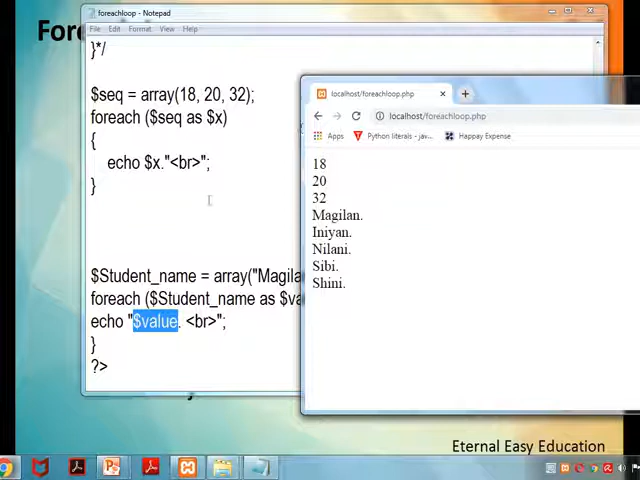 Fore
foreachloop - Notepad
File Edit Format View Help
}*/
$seq = array(18, 20, 32);
foreach ($seq as $x)
{
echo $x."<br>";
}
$Student_name = array("Magila
foreach ($Student_name as $va
echo "$value. <br>";
}
?>
localhost/foreachloop.php
localhost/foreachloop.php
Apps Python literals - jav... Happay Expense
18
20
32
Magilan.
Iniyan.
Nilani.
Sibi.
Shini.
Eternal Easy Education